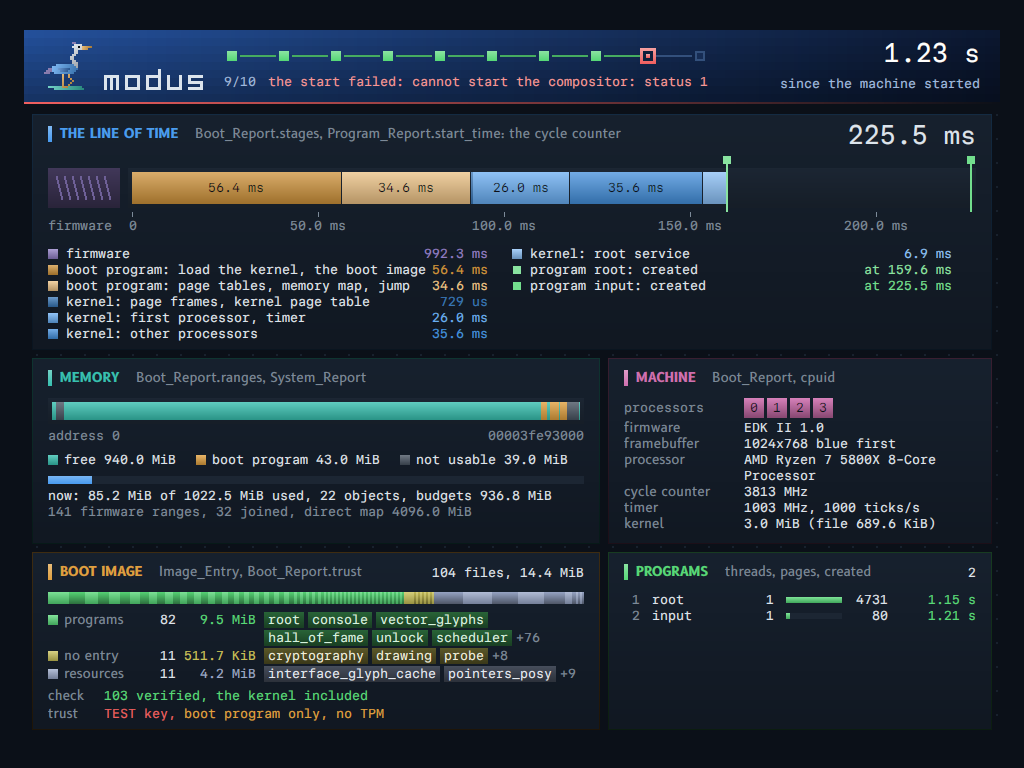 modus
9/10 the start failed: cannot start the compositor: status 1
1.23 s
since the machine started
THE LINE OF TIME Boot_Report.stages, Program_Report.start_time: the cycle counter
225.5 ms
56.4 ms 34.6 ms 26.0 ms 35.6 ms
firmware 0 50.0 ms 100.0 ms 150.0 ms 200.0 ms
firmware 992.3 ms
boot program: load the kernel, the boot image 56.4 ms
boot program: page tables, memory map, jump 34.6 ms
kernel: page frames, kernel page table 729 us
kernel: first processor, timer 26.0 ms
kernel: other processors 35.6 ms
kernel: root service 6.9 ms
program root: created at 159.6 ms
program input: created at 225.5 ms
MEMORY Boot_Report.ranges, System_Report
address 0 00003fe93000
free 940.0 MiB boot program 43.0 MiB not usable 39.0 MiB
now: 85.2 MiB of 1022.5 MiB used, 22 objects, budgets 936.8 MiB
141 firmware ranges, 32 joined, direct map 4096.0 MiB
MACHINE Boot_Report, cpuid
processors 0 1 2 3
firmware EDK II 1.0
framebuffer 1024x768 blue first
processor AMD Ryzen 7 5800X 8-Core
Processor
cycle counter 3813 MHz
timer 1003 MHz, 1000 ticks/s
kernel 3.0 MiB (file 689.6 KiB)
BOOT IMAGE Image_Entry, Boot_Report.trust 104 files, 14.4 MiB
programs 82 9.5 MiB root console vector_glyphs
hall_of_fame unlock scheduler +76
no entry 11 511.7 KiB cryptography drawing probe +8
resources 11 4.2 MiB interface_glyph_cache pointers_posy +9
check 103 verified, the kernel included
trust TEST key, boot program only, no TPM
PROGRAMS threads, pages, created 2
1 root 1 4731 1.15 s
2 input 1 80 1.21 s